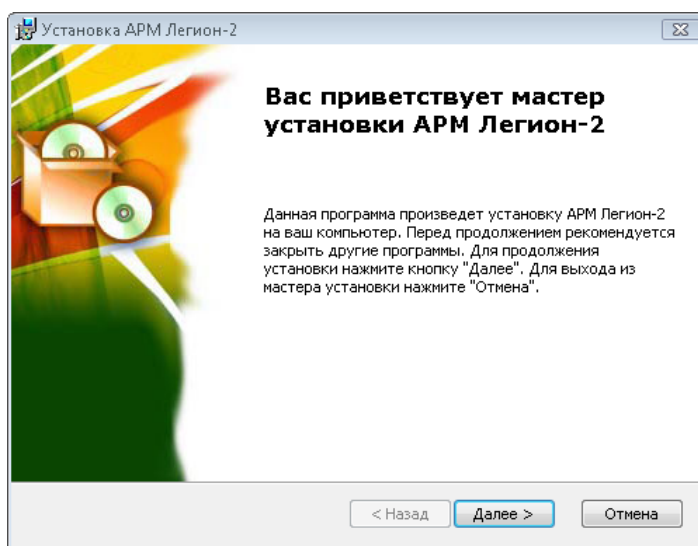 Установка АРМ Легион-2
Вас приветствует мастер
установки АРМ Легион-2
Данная программа произведет установку АРМ Легион-2
на ваш компьютер. Перед продолжением рекомендуется
закрыть другие программы. Для продолжения
установки нажмите кнопку "Далее". Для выхода из
мастера установки нажмите "Отмена".
< Назад
Далее >
Отмена